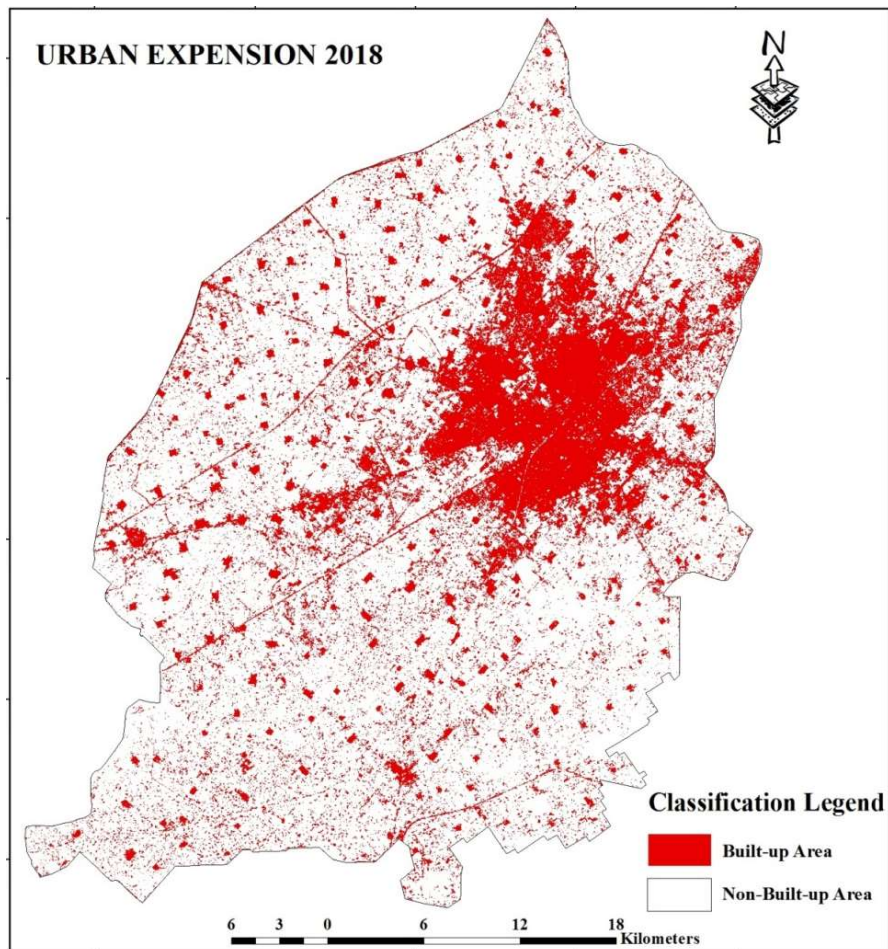 URBAN EXPENSION 2018
N
Classification Legend
Built-up Area
Non-Built-up Area
6 3 0 6 12 18
Kilometers